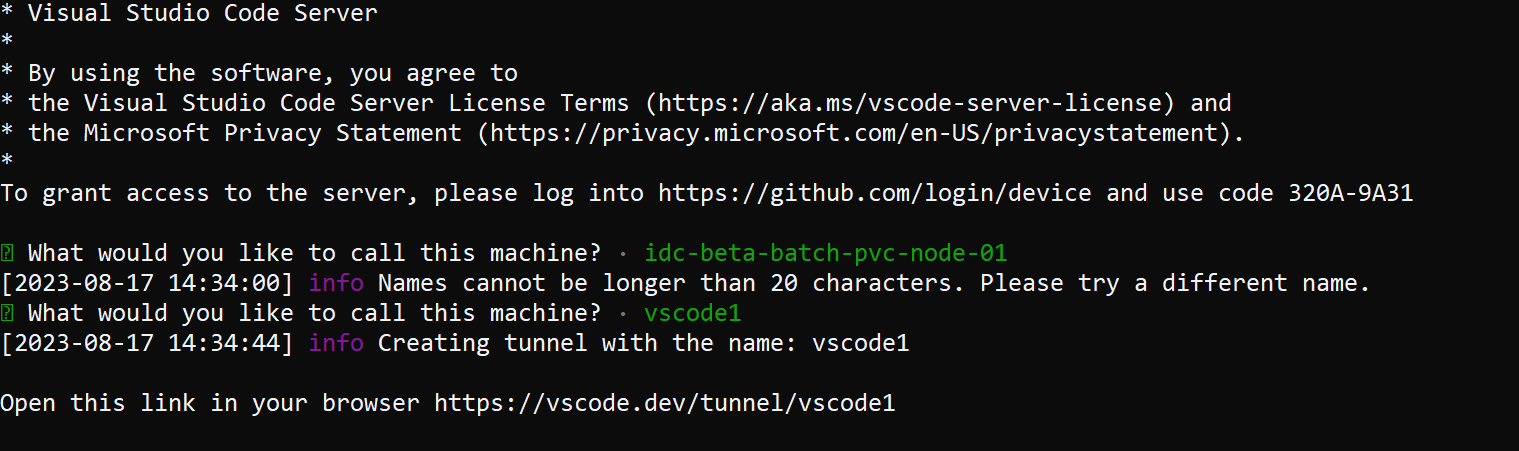 * Visual Studio Code Server
*
* By using the software, you agree to
* the Visual Studio Code Server License Terms (https://aka.ms/vscode-server-license) and
* the Microsoft Privacy Statement (https://privacy.microsoft.com/en-US/privacystatement).
*
To grant access to the server, please log into https://github.com/login/device and use code 320A-9A31
What would you like to call this machine? · idc-beta-batch-pvc-node-01
[2023-08-17 14:34:00] info Names cannot be longer than 20 characters. Please try a different name.
What would you like to call this machine? · vscode1
[2023-08-17 14:34:44] info Creating tunnel with the name: vscode1
Open this link in your browser https://vscode.dev/tunnel/vscode1